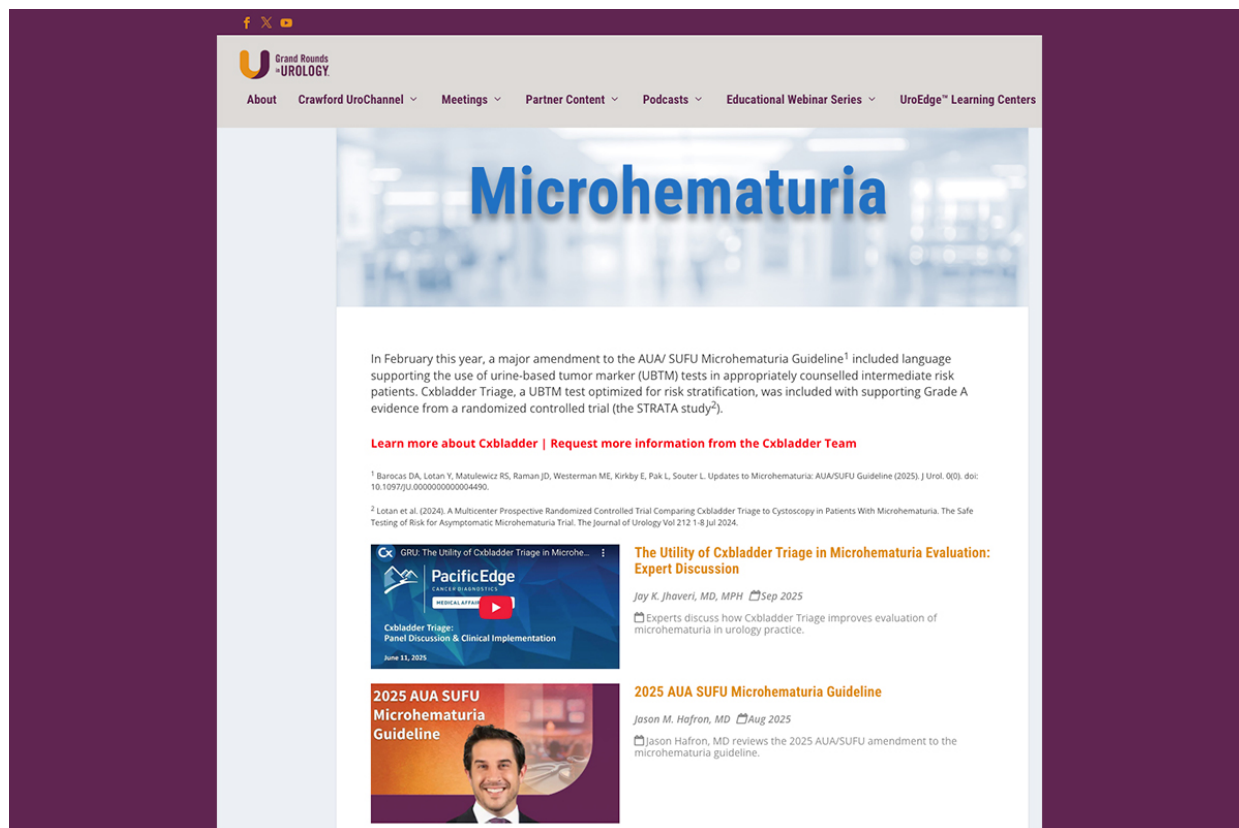 Grand Rounds
in UROLOGY
About Crawford UroChannel Meetings Partner Content Podcasts Educational Webinar Series UroEdge™ Learning Centers
Microhematuria
In February this year, a major amendment to the AUA/ SUFU Microhematuria Guideline¹ included language
supporting the use of urine-based tumor marker (UBTM) tests in appropriately counselled intermediate risk
patients. Cxbladder Triage, a UBTM test optimized for risk stratification, was included with supporting Grade A
evidence from a randomized controlled trial (the STRATA study²).
Learn more about Cxbladder | Request more information from the Cxbladder Team
¹ Barocas DA, Lotan Y, Matulewicz RS, Raman JD, Westerman ME, Kirkby E, Pak L, Souter L. Updates to Microhematuria: AUA/SUFU Guideline (2025). J Urol. 0(0). doi:
10.1097/JU.0000000000004490.
² Lotan et al. (2024). A Multicenter Prospective Randomized Controlled Trial Comparing Cxbladder Triage to Cystoscopy in Patients With Microhematuria. The Safe
Testing of Risk for Asymptomatic Microhematuria Trial. The Journal of Urology Vol 212 1-8 Jul 2024.
Cx GRU: The Utility of Cxbladder Triage in Microhe...
PacificEdge
CANCER DIAGNOSTICS
MEDICAL
Cxbladder Triage:
Panel Discussion & Clinical Implementation
June 11, 2025
The Utility of Cxbladder Triage in Microhematuria Evaluation:
Expert Discussion
Jay K. Jhaveri, MD, MPH Sep 2025
Experts discuss how Cxbladder Triage improves evaluation of
microhematuria in urology practice.
2025 AUA SUFU
Microhematuria
Guideline
2025 AUA SUFU Microhematuria Guideline
Jason M. Hafron, MD Aug 2025
Jason Hafron, MD reviews the 2025 AUA/SUFU amendment to the
microhematuria guideline.